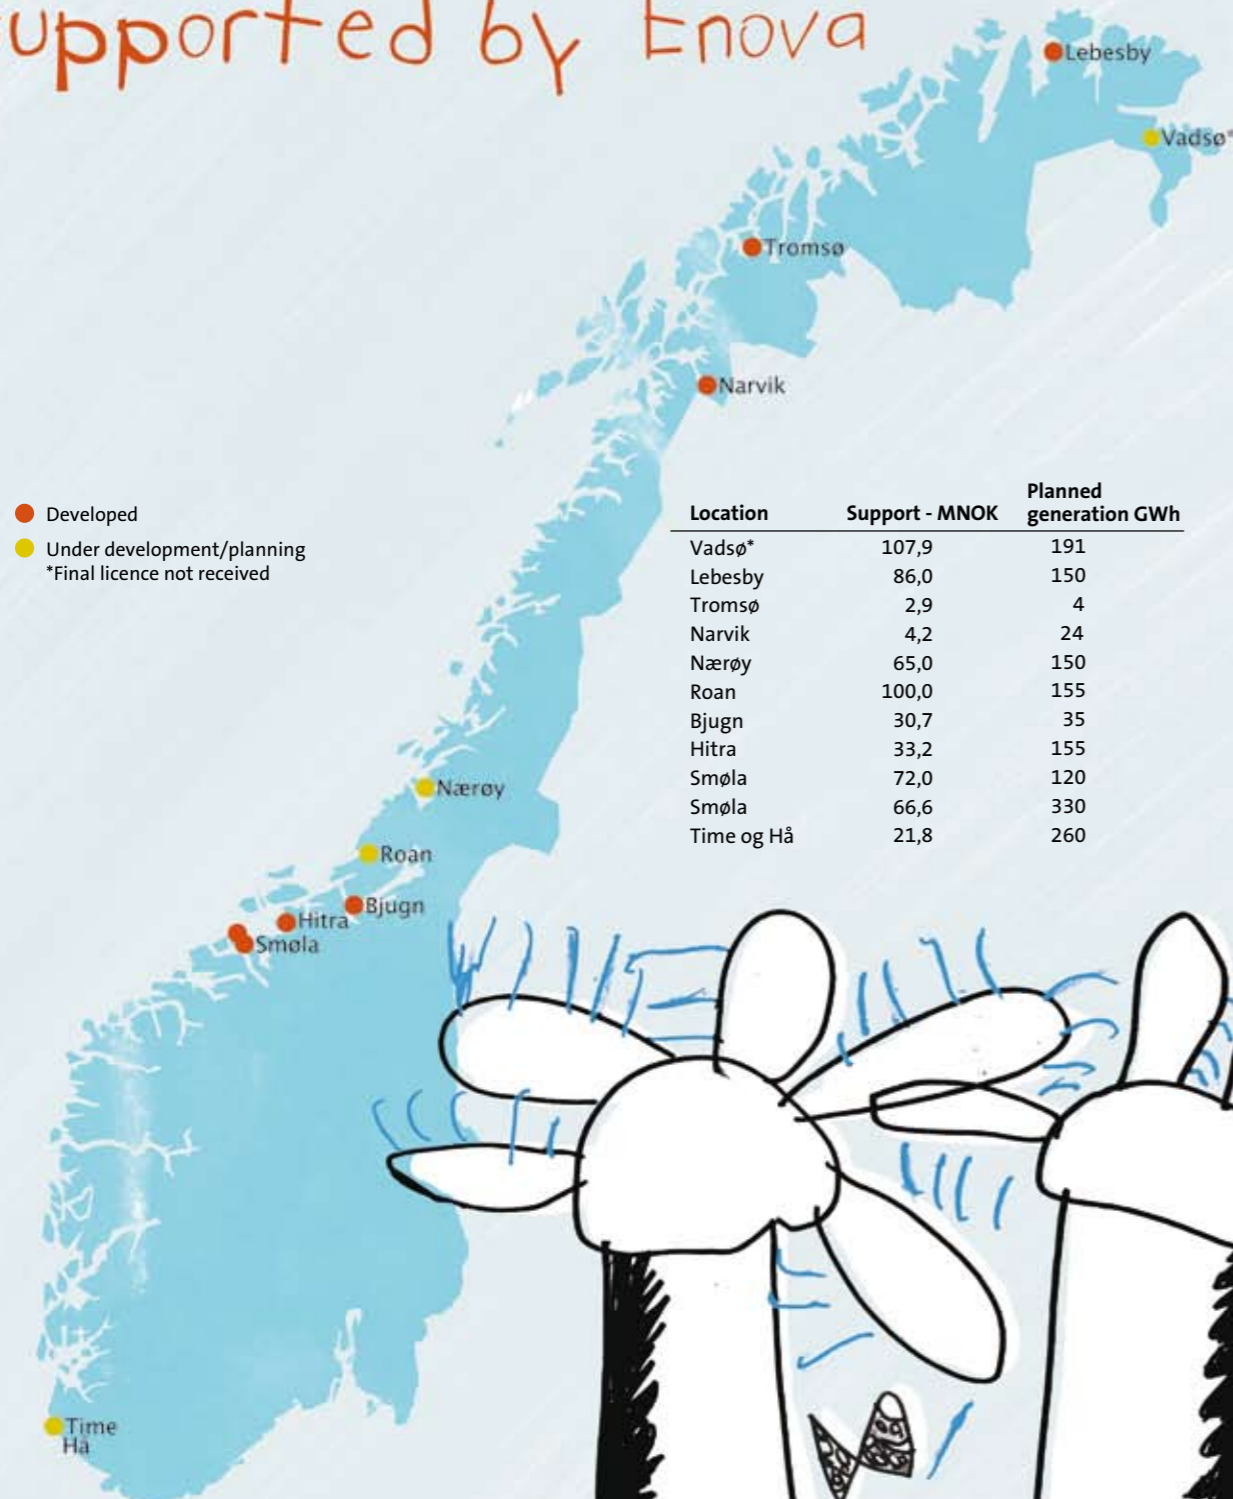 upported by Enova
Lebesby
Vadsø*
Tromsø
Narvik
Developed
Under development/planning
*Final licence not received
Location Support - MNOK Planned generation GWh
Vadsø* 107,9 191
Lebesby 86,0 150
Tromsø 2,9 4
Narvik 4,2 24
Nærøy 65,0 150
Roan 100,0 155
Bjugn 30,7 35
Hitra 33,2 155
Smøla 72,0 120
Smøla 66,6 330
Time og Hå 21,8 260
Nærøy
Roan
Bjugn
Hitra
Smøla
Time
Hå